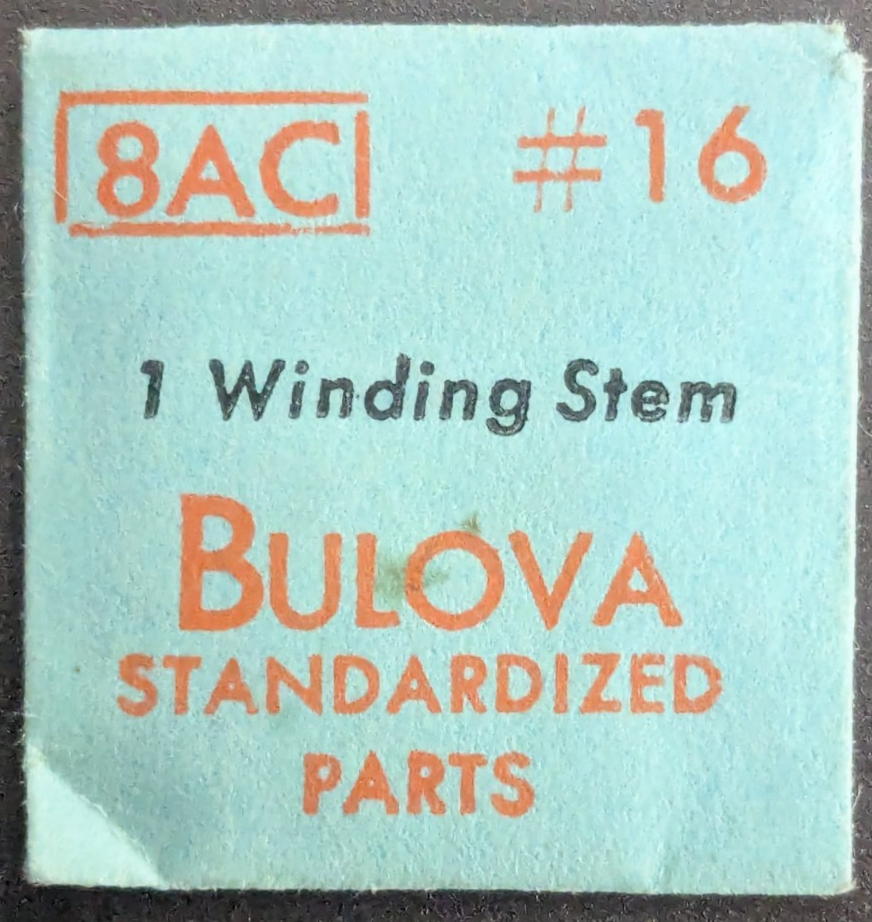 8AC #16
1 Winding Stem
BULOVA
STANDARDIZED
PARTS